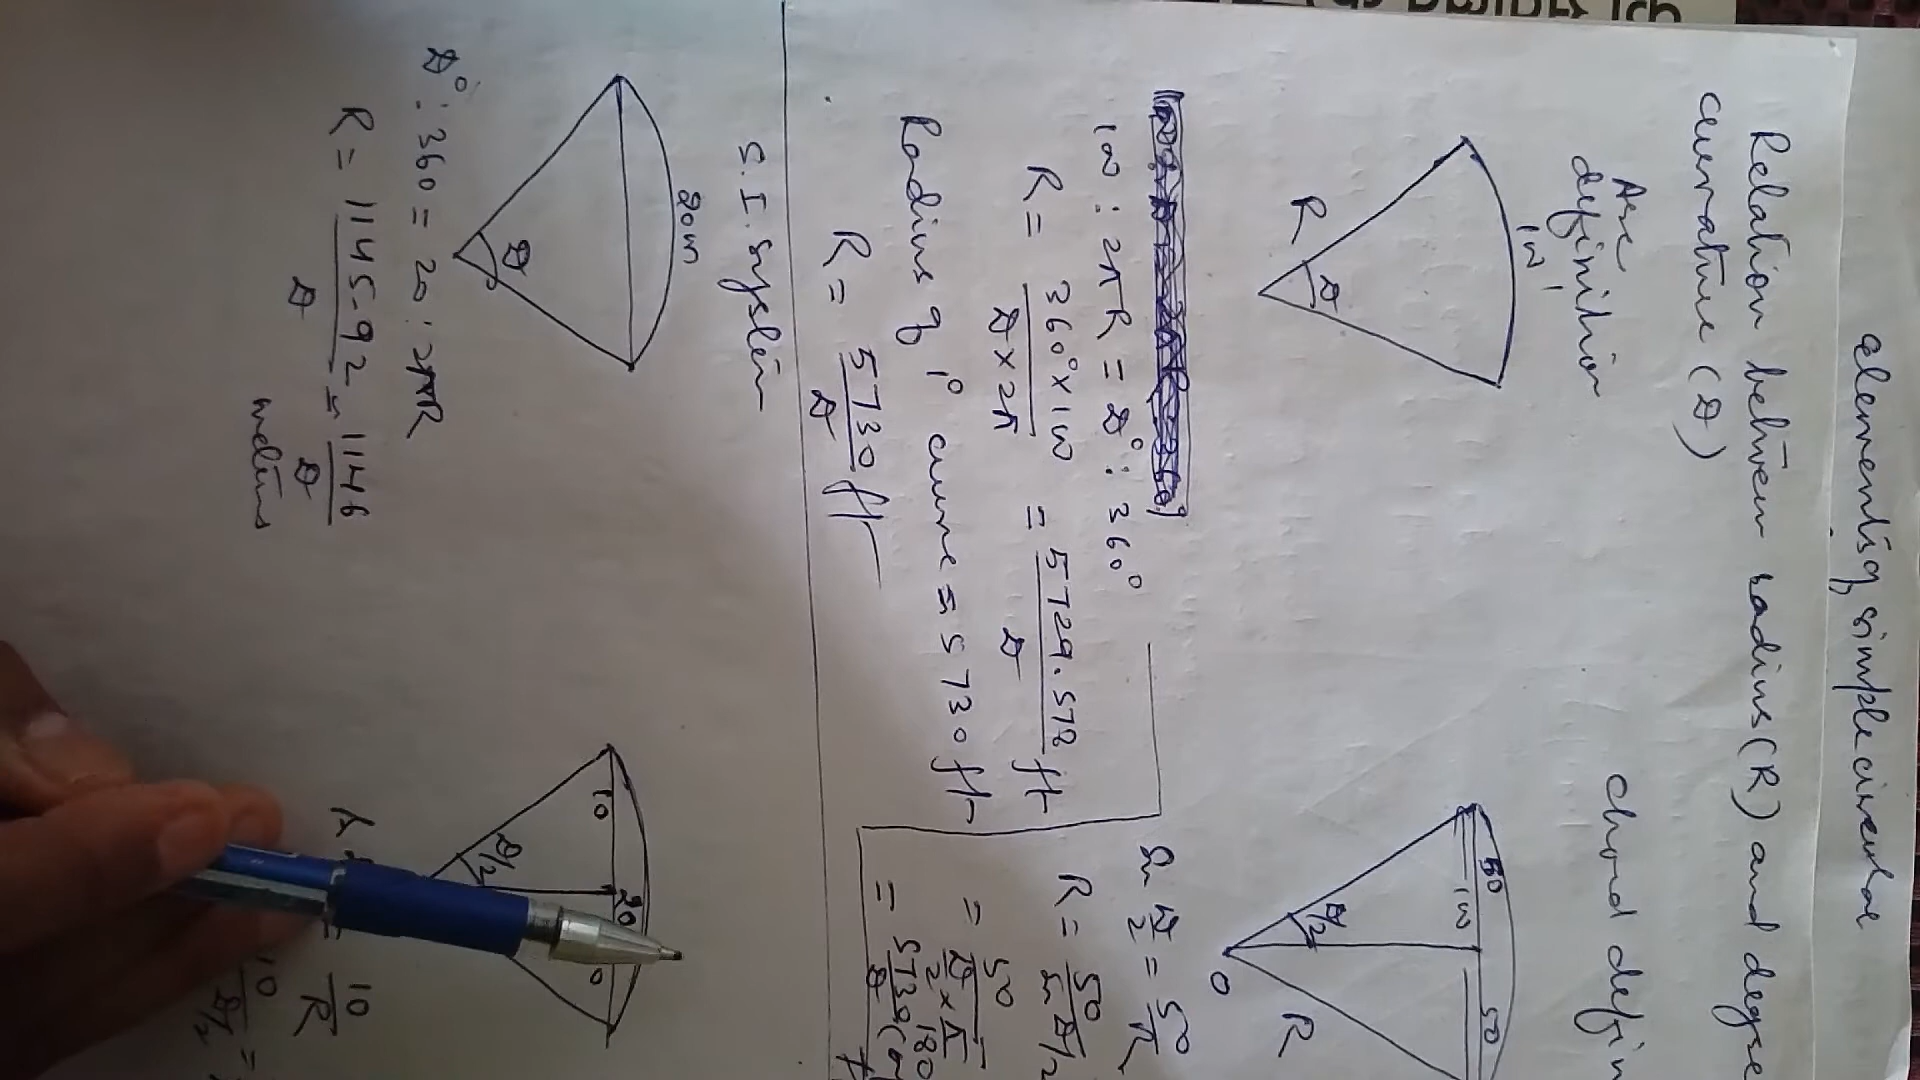 elements of simple circular
Relation between radius (R) and degree
curvature (D)
Arc
definition
100'
R
D
100 : 2πR = D° : 360°
R = 360° × 100 / D × 2π = 5729.578 / D ft
Radius of 1° curve = 5730 ft
R = 5730 / D ft
chord defin
50
50
100
D/2
O
R
Sin D/2 = 50/R
R = 50 / Sin D/2
= 50 / D/2 × π/180
= 5730 / D
S.I. system
20m
D
D° : 360 = 20 : 2πR
R = 1145.92 / D = 1146 / D
meters
10
20
0
D/2
10 / R
10 / D/2 =